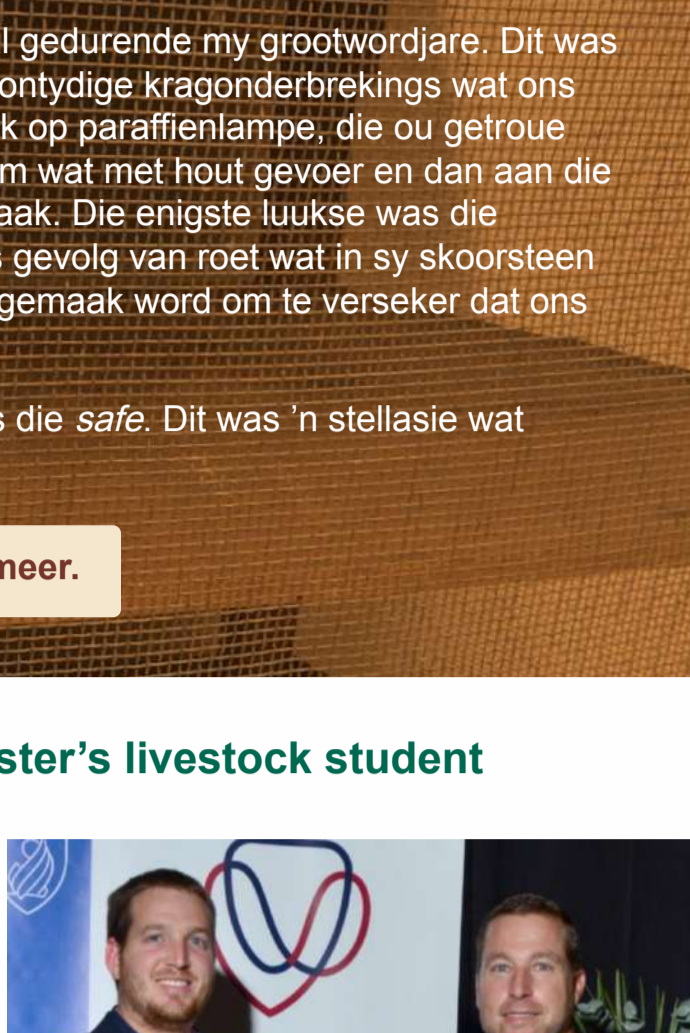 gedurende my grootwordjare. Dit was
ontydige kragonderbrekings wat ons
op paraffienlampe, die ou getroue
wat met hout gevoer en dan aan die
Die enigste luukse was die
gevolg van roet wat in sy skoorsteen
gemaak word om te verseker dat ons
die safe. Dit was ’n stellasie wat
meer.
livestock student